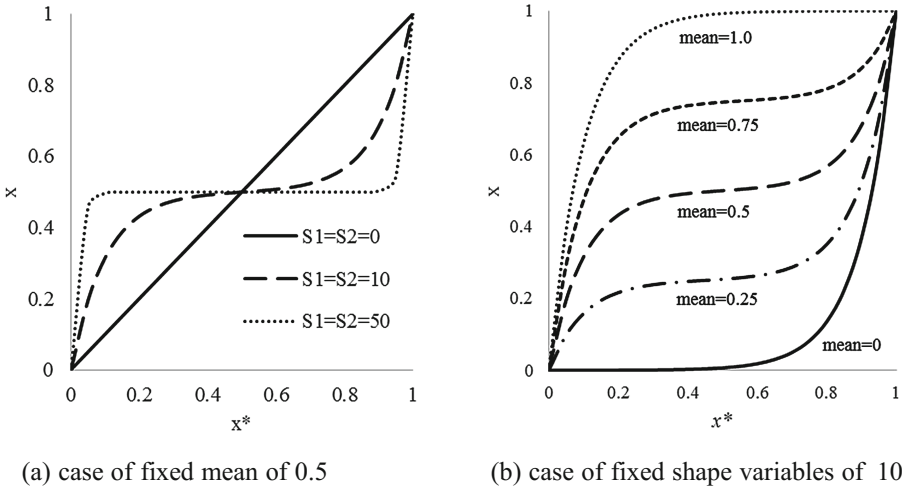 1
0.8
0.6
0.4
0.2
0
x
S1=S2=0
S1=S2=10
S1=S2=50
0 0.2 0.4 0.6 0.8 1
x*
(a) case of fixed mean of 0.5
1
0.8
0.6
0.4
0.2
0
x
mean=1.0
mean=0.75
mean=0.5
mean=0.25
mean=0
0 0.2 0.4 0.6 0.8 1
x*
(b) case of fixed shape variables of 10